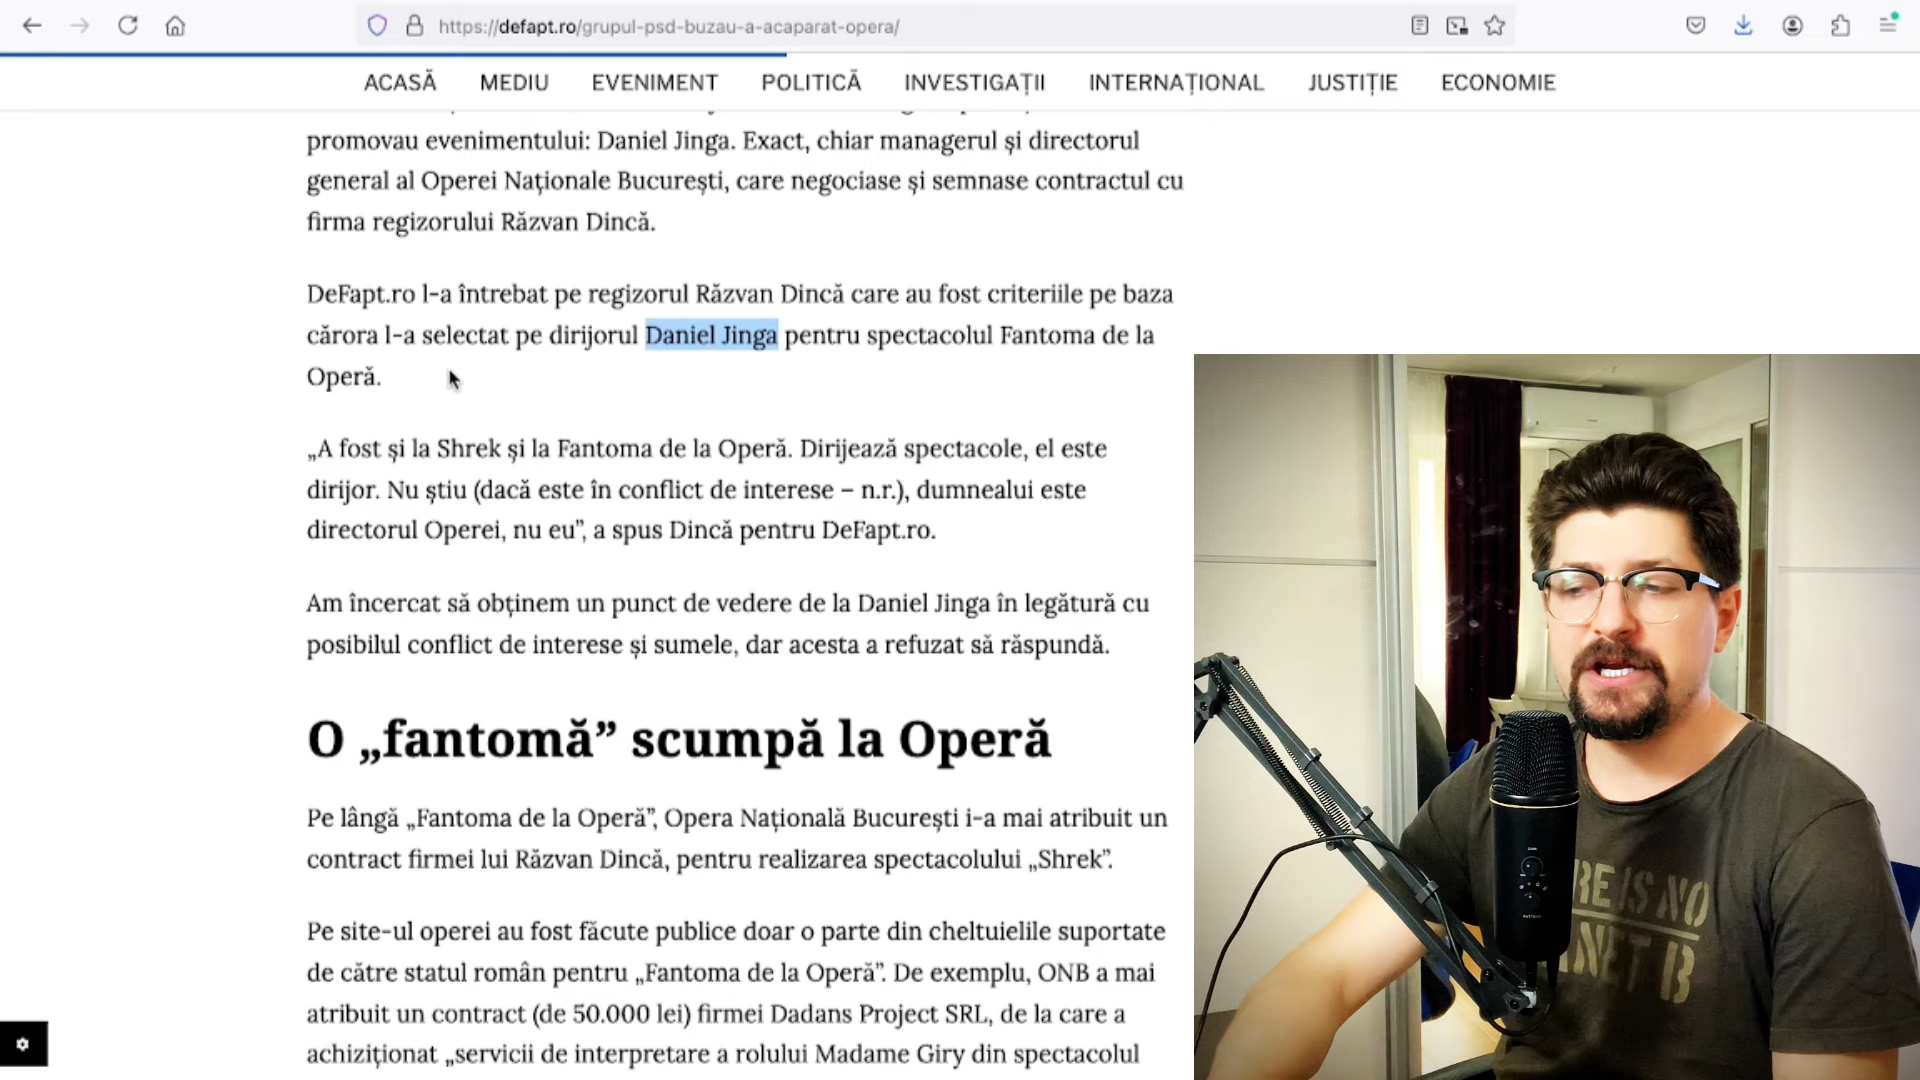 https://defapt.ro/grupul-psd-buzau-a-acaparat-opera/
ACASĂ MEDIU EVENIMENT POLITICĂ INVESTIGAȚII INTERNAȚIONAL JUSTIȚIE ECONOMIE
promovau evenimentului: Daniel Jinga. Exact, chiar managerul și directorul
general al Operei Naționale București, care negociase și semnase contractul cu
firma regizorului Răzvan Dincă.
DeFapt.ro l-a întrebat pe regizorul Răzvan Dincă care au fost criteriile pe baza
cărora l-a selectat pe dirijorul Daniel Jinga pentru spectacolul Fantoma de la
Operă.
„A fost și la Shrek și la Fantoma de la Operă. Dirijează spectacole, el este
dirijor. Nu știu (dacă este în conflict de interese – n.r.), dumnealui este
directorul Operei, nu eu”, a spus Dincă pentru DeFapt.ro.
Am încercat să obținem un punct de vedere de la Daniel Jinga în legătură cu
posibilul conflict de interese și sumele, dar acesta a refuzat să răspundă.
O „fantomă” scumpă la Operă
Pe lângă „Fantoma de la Operă”, Opera Națională București i-a mai atribuit un
contract firmei lui Răzvan Dincă, pentru realizarea spectacolului „Shrek”.
Pe site-ul operei au fost făcute publice doar o parte din cheltuielile suportate
de către statul român pentru „Fantoma de la Operă”. De exemplu, ONB a mai
atribuit un contract (de 50.000 lei) firmei Dadans Project SRL, de la care a
achiziționat „servicii de interpretare a rolului Madame Giry din spectacolul
RE IS NO
ANET B